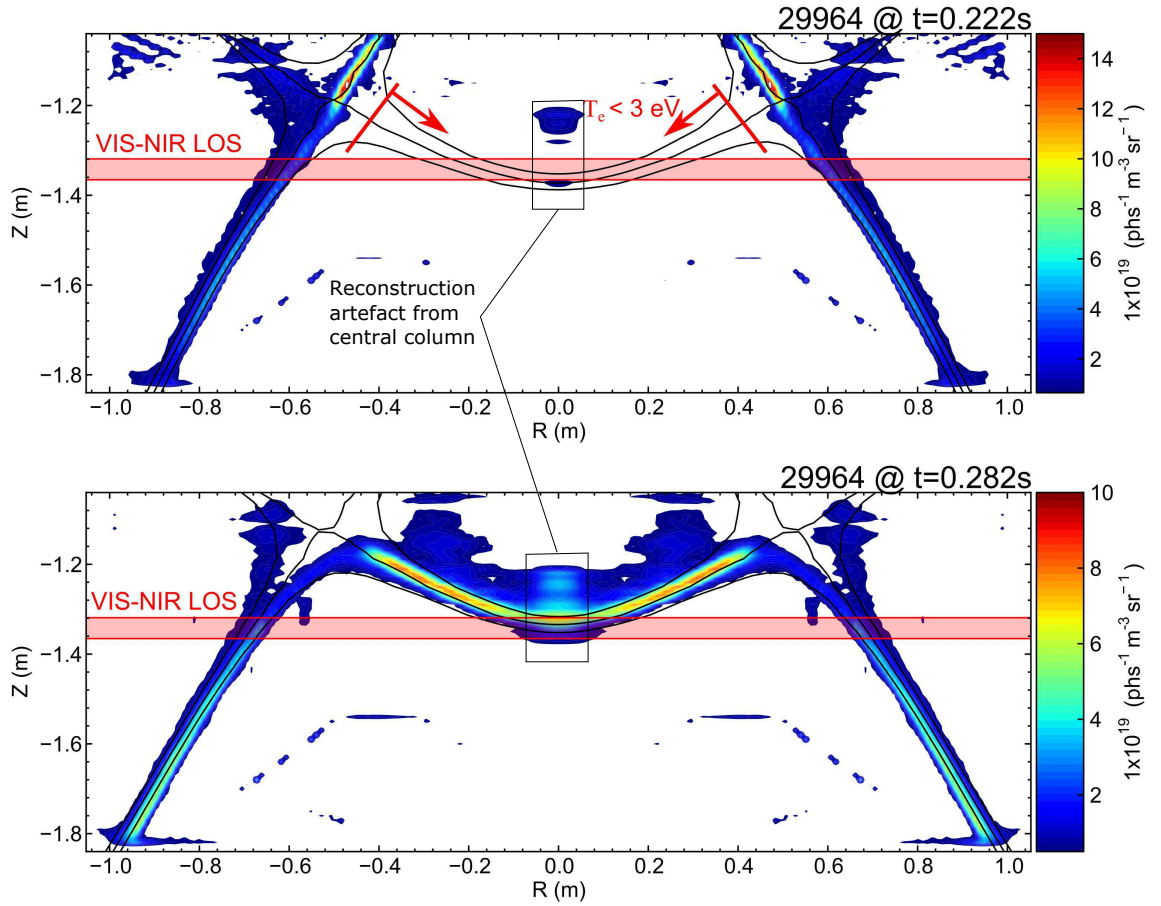 29964 @ t=0.222s
T_e < 3 eV
VIS-NIR LOS
−1.2
−1.4
−1.6
−1.8
Z (m)
Reconstruction
artefact from
central column
−1.0 −0.8 −0.6 −0.4 −0.2 0.0 0.2 0.4 0.6 0.8 1.0
R (m)
14
12
10
8
6
4
2
1x10^19 (phs^-1 m^-3 sr^-1)
29964 @ t=0.282s
VIS-NIR LOS
−1.2
−1.4
−1.6
−1.8
Z (m)
−1.0 −0.8 −0.6 −0.4 −0.2 0.0 0.2 0.4 0.6 0.8 1.0
R (m)
10
8
6
4
2
1x10^19 (phs^-1 m^-3 sr^-1)